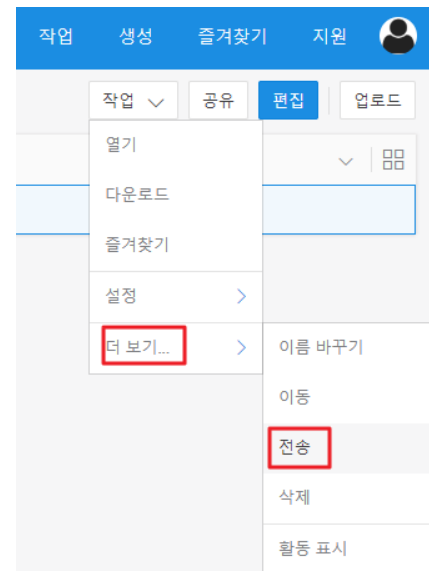 작업 생성 즐겨찾기 지원
작업 공유 편집 업로드
열기
다운로드
즐겨찾기
설정
더 보기...
이름 바꾸기
이동
전송
삭제
활동 표시